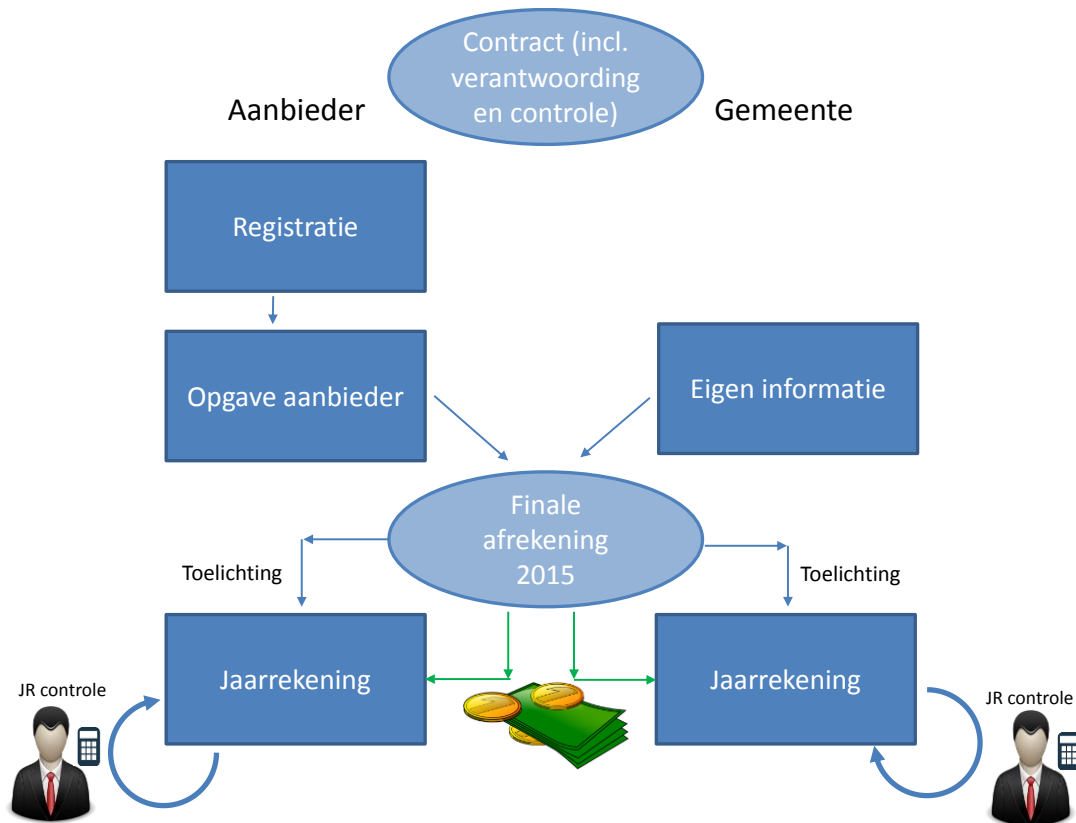 Contract (incl.
verantwoording
en controle)
Aanbieder
Gemeente
Registratie
Opgave aanbieder
Eigen informatie
Finale
afrekening
2015
Toelichting
Toelichting
Jaarrekening
Jaarrekening
JR controle
JR controle